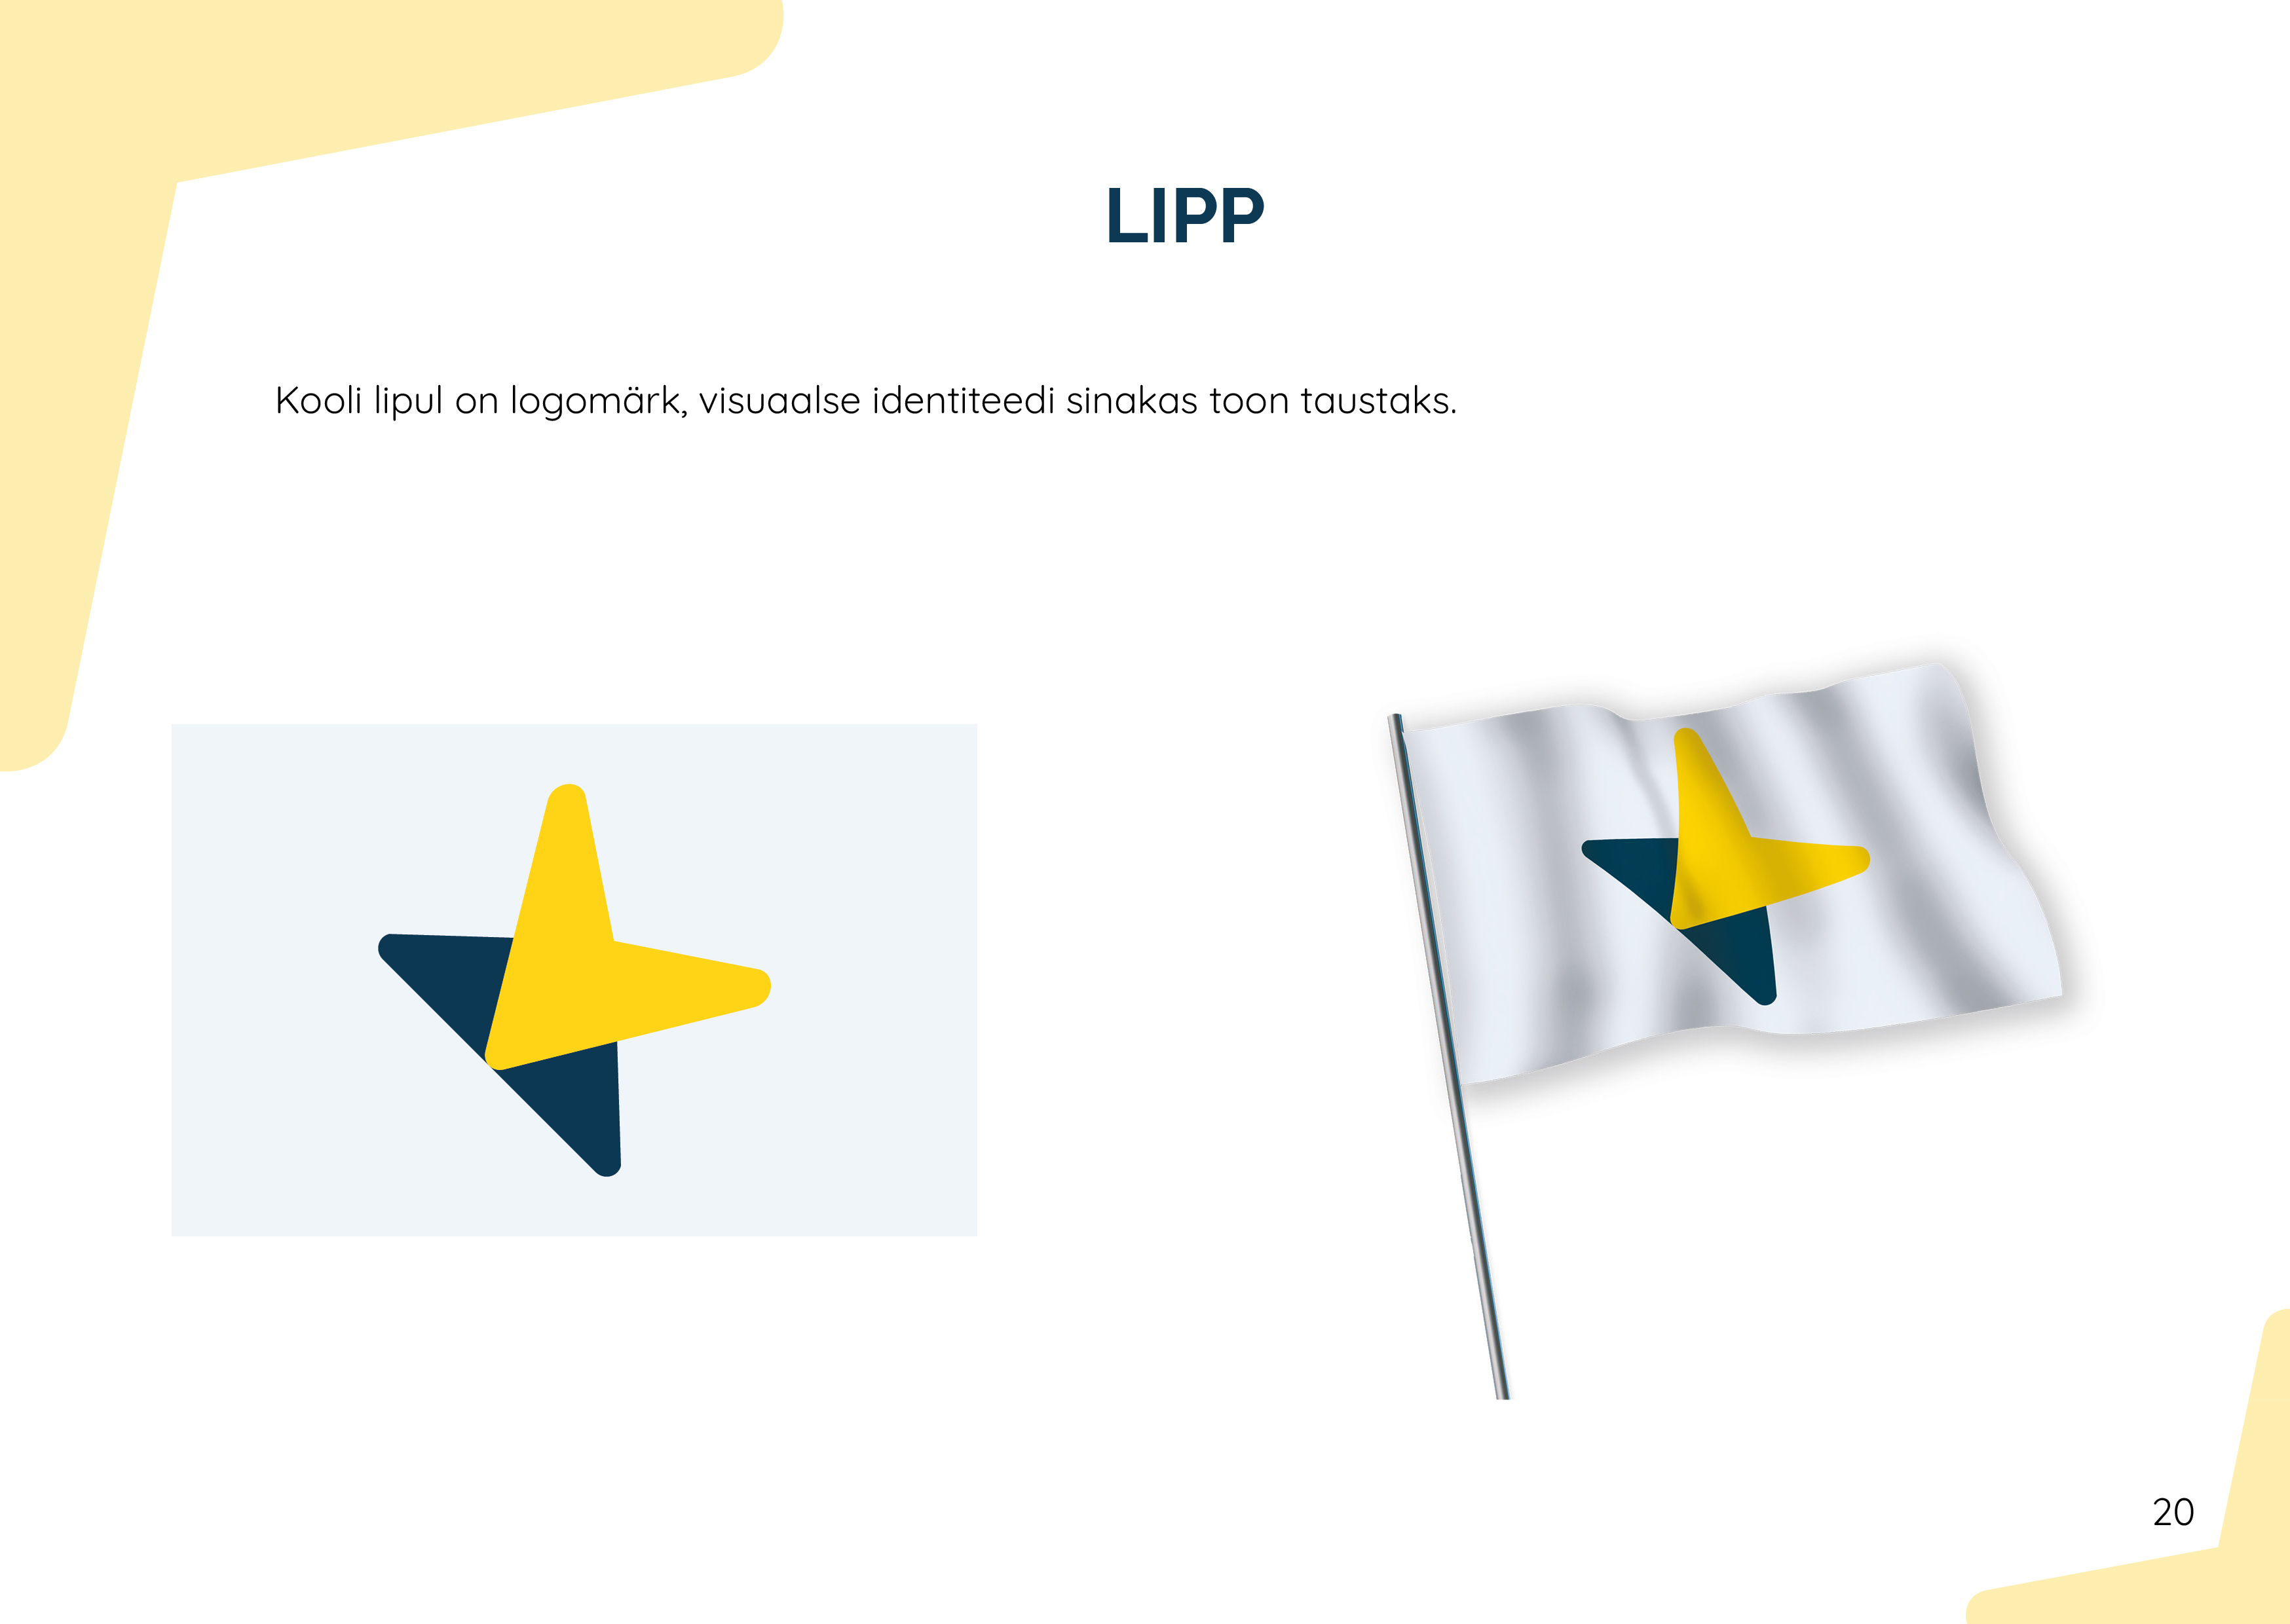 LIPP
Kooli lipul on logomärk, visuaalse identiteedi sinakas toon taustaks.
20